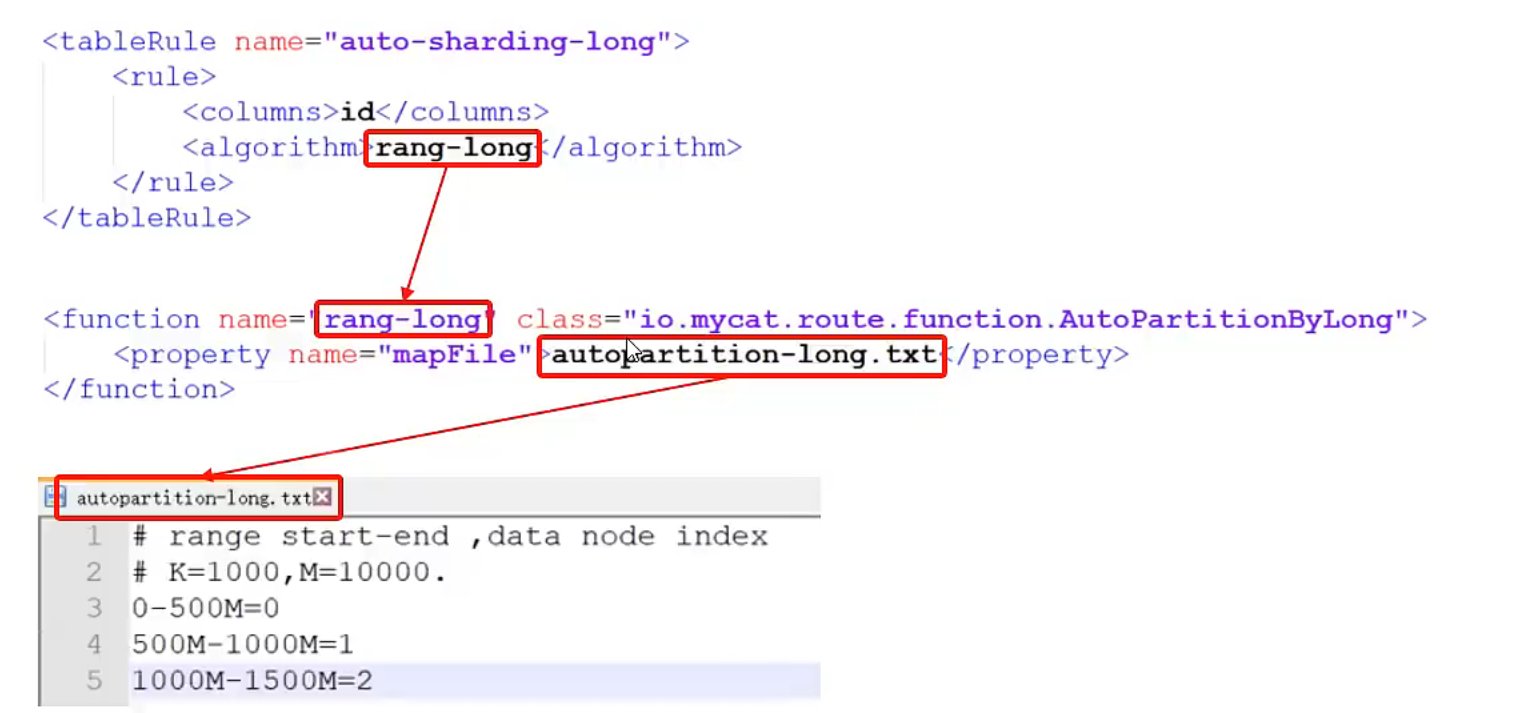 <tableRule name="auto-sharding-long">
<rule>
<columns>id</columns>
<algorithm>rang-long</algorithm>
</rule>
</tableRule>
<function name="rang-long" class="io.mycat.route.function.AutoPartitionByLong">
<property name="mapFile">autopartition-long.txt</property>
</function>
autopartition-long.txt
1 # range start-end ,data node index
2 # K=1000,M=10000.
3 0-500M=0
4 500M-1000M=1
5 1000M-1500M=2